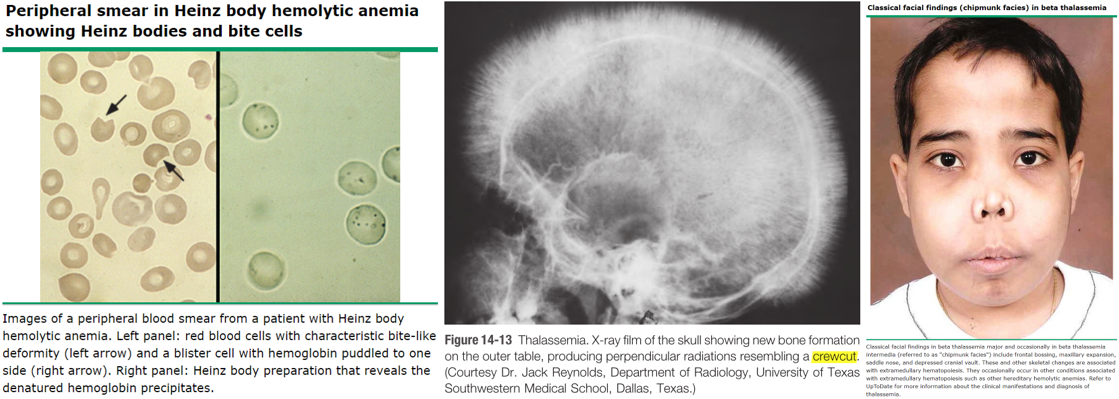 Peripheral smear in Heinz body hemolytic anemia
showing Heinz bodies and bite cells
Images of a peripheral blood smear from a patient with Heinz body
hemolytic anemia. Left panel: red blood cells with characteristic bite-like
deformity (left arrow) and a blister cell with hemoglobin puddled to one
side (right arrow). Right panel: Heinz body preparation that reveals the
denatured hemoglobin precipitates.
Figure 14-13 Thalassemia. X-ray film of the skull showing new bone formation
on the outer table, producing perpendicular radiations resembling a crewcut.
(Courtesy Dr. Jack Reynolds, Department of Radiology, University of Texas
Southwestern Medical School, Dallas, Texas.)
Classical facial findings (chipmunk facies) in beta thalassemia
Classical facial findings in beta thalassemia major and occasionally in beta thalassemia
intermedia (referred to as "chipmunk facies") include frontal bossing, maxillary expansion,
saddle nose, and decreased cranial vault. These and other skeletal changes are associated
with extramedullary hematopoiesis. They occasionally occur in other conditions associated
with extramedullary hematopoiesis such as other hereditary hemolytic anemias. Refer to
UpToDate for more information about the clinical manifestations and diagnosis of
thalassemia.